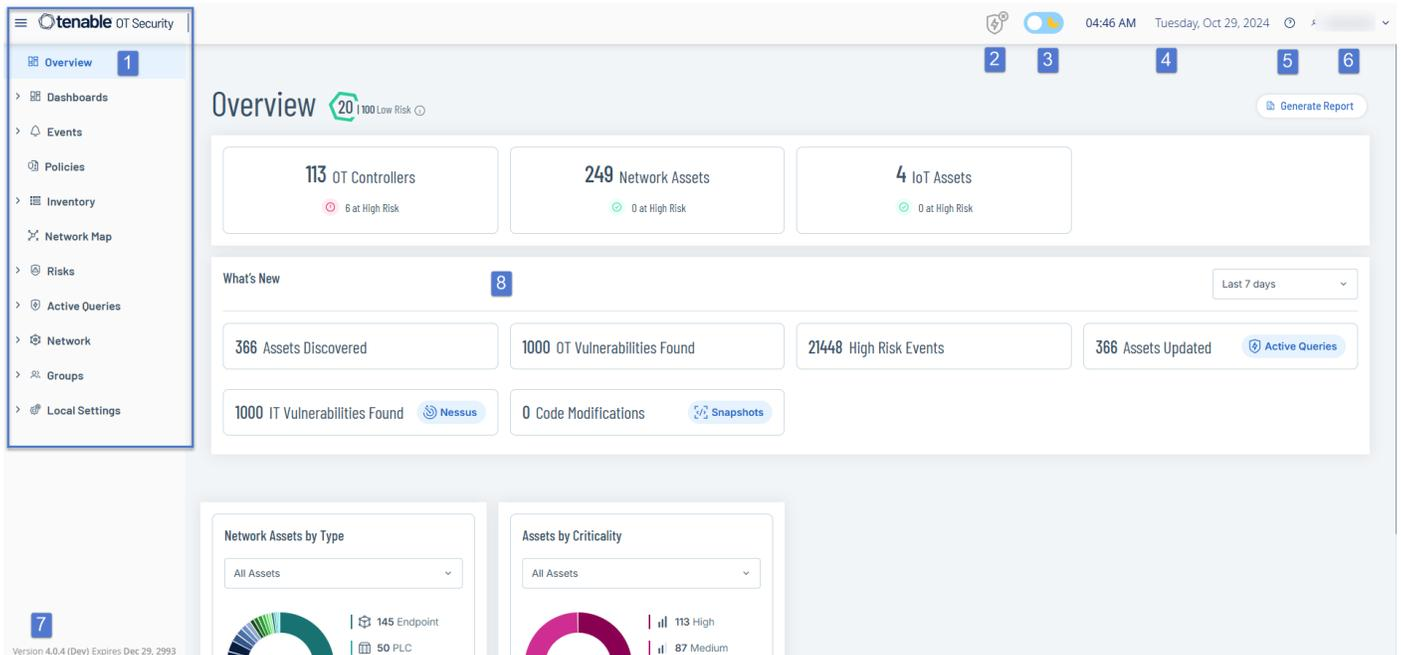 tenable OT Security
04:46 AM Tuesday, Oct 29, 2024
Overview 1
2 3 4 5 6
Dashboards
Events
Policies
Inventory
Network Map
Risks
Active Queries
Network
Groups
Local Settings
7
Version 4.0.4 (Dev) Expires Dec 29, 2993
Overview 20 | 100 Low Risk
Generate Report
113 OT Controllers
6 at High Risk
249 Network Assets
0 at High Risk
4 IoT Assets
0 at High Risk
What's New 8
Last 7 days
366 Assets Discovered
1000 OT Vulnerabilities Found
21448 High Risk Events
366 Assets Updated Active Queries
1000 IT Vulnerabilities Found Nessus
0 Code Modifications Snapshots
Network Assets by Type
All Assets
145 Endpoint
50 PLC
Assets by Criticality
All Assets
113 High
87 Medium